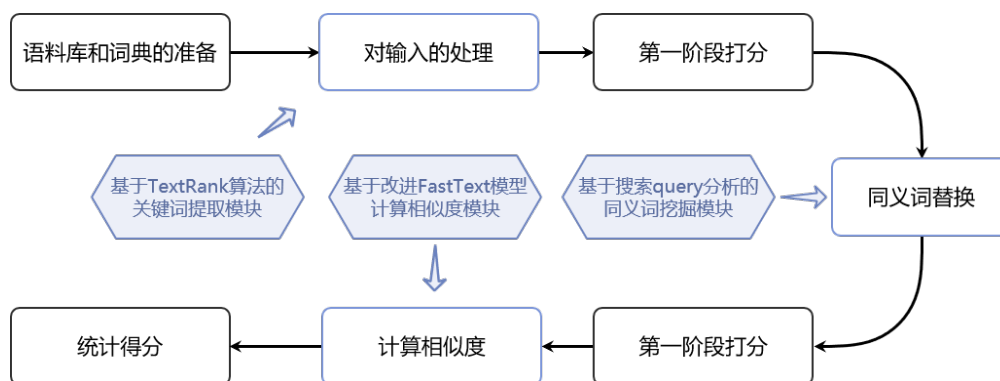 语料库和词典的准备
对输入的处理
第一阶段打分
基于TextRank算法的
关键词提取模块
基于改进FastText模型
计算相似度模块
基于搜索query分析的
同义词挖掘模块
同义词替换
统计得分
计算相似度
第一阶段打分